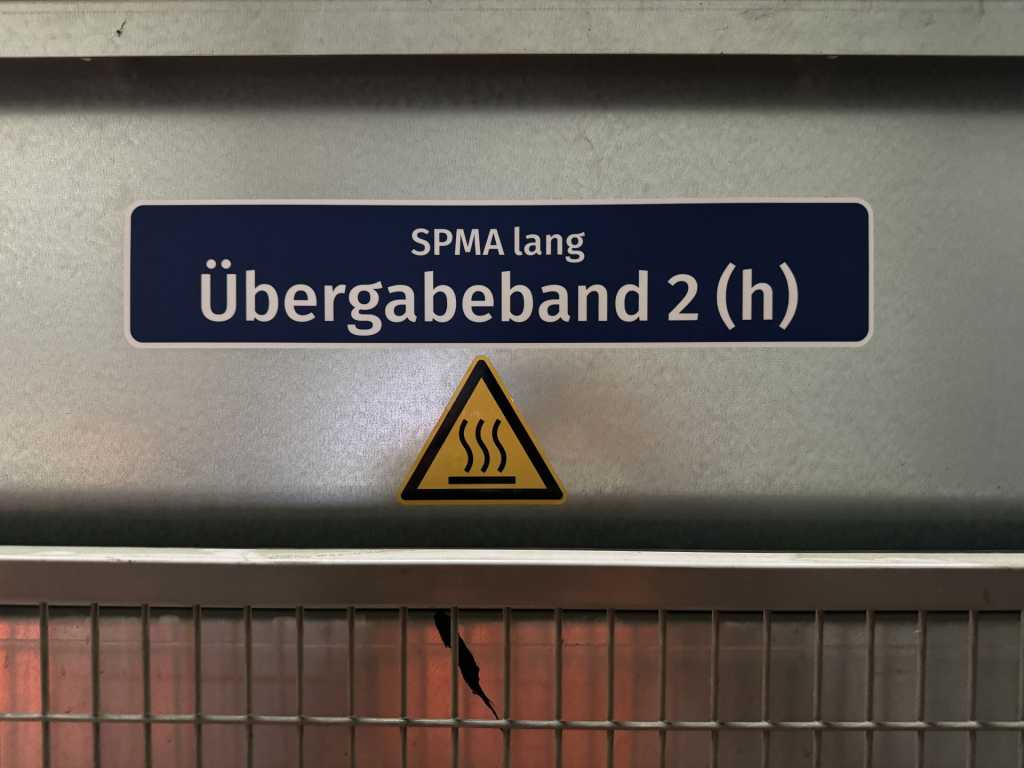 SPMA lang
Übergabeband 2 (h)